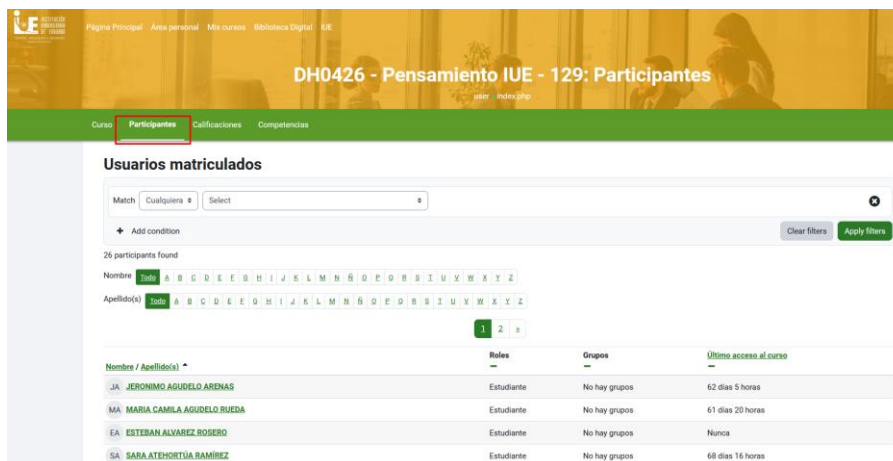 INSTITUCIÓN
UNIVERSITARIA
DE ENVIGADO
Página Principal Área personal Mis cursos Biblioteca Digital IUE
DH0426 - Pensamiento IUE - 129: Participantes
user index.php
Curso Participantes Calificaciones Competencias
Usuarios matriculados
Match Cualquiera Select
+ Add condition Clear filters Apply filters
26 participants found
Nombre Todo A B C D E F G H I J K L M N Ñ O P Q R S T U V W X Y Z
Apellido(s) Todo A B C D E F G H I J K L M N Ñ O P Q R S T U V W X Y Z
1 2 »
Nombre / Apellido(s) Roles Grupos Último acceso al curso
JA JERONIMO AGUDELO ARENAS Estudiante No hay grupos 62 días 5 horas
MA MARIA CAMILA AGUDELO RUEDA Estudiante No hay grupos 61 días 20 horas
EA ESTEBAN ALVAREZ ROSERO Estudiante No hay grupos Nunca
SA SARA ATEHORTÚA RAMÍREZ Estudiante No hay grupos 68 días 16 horas